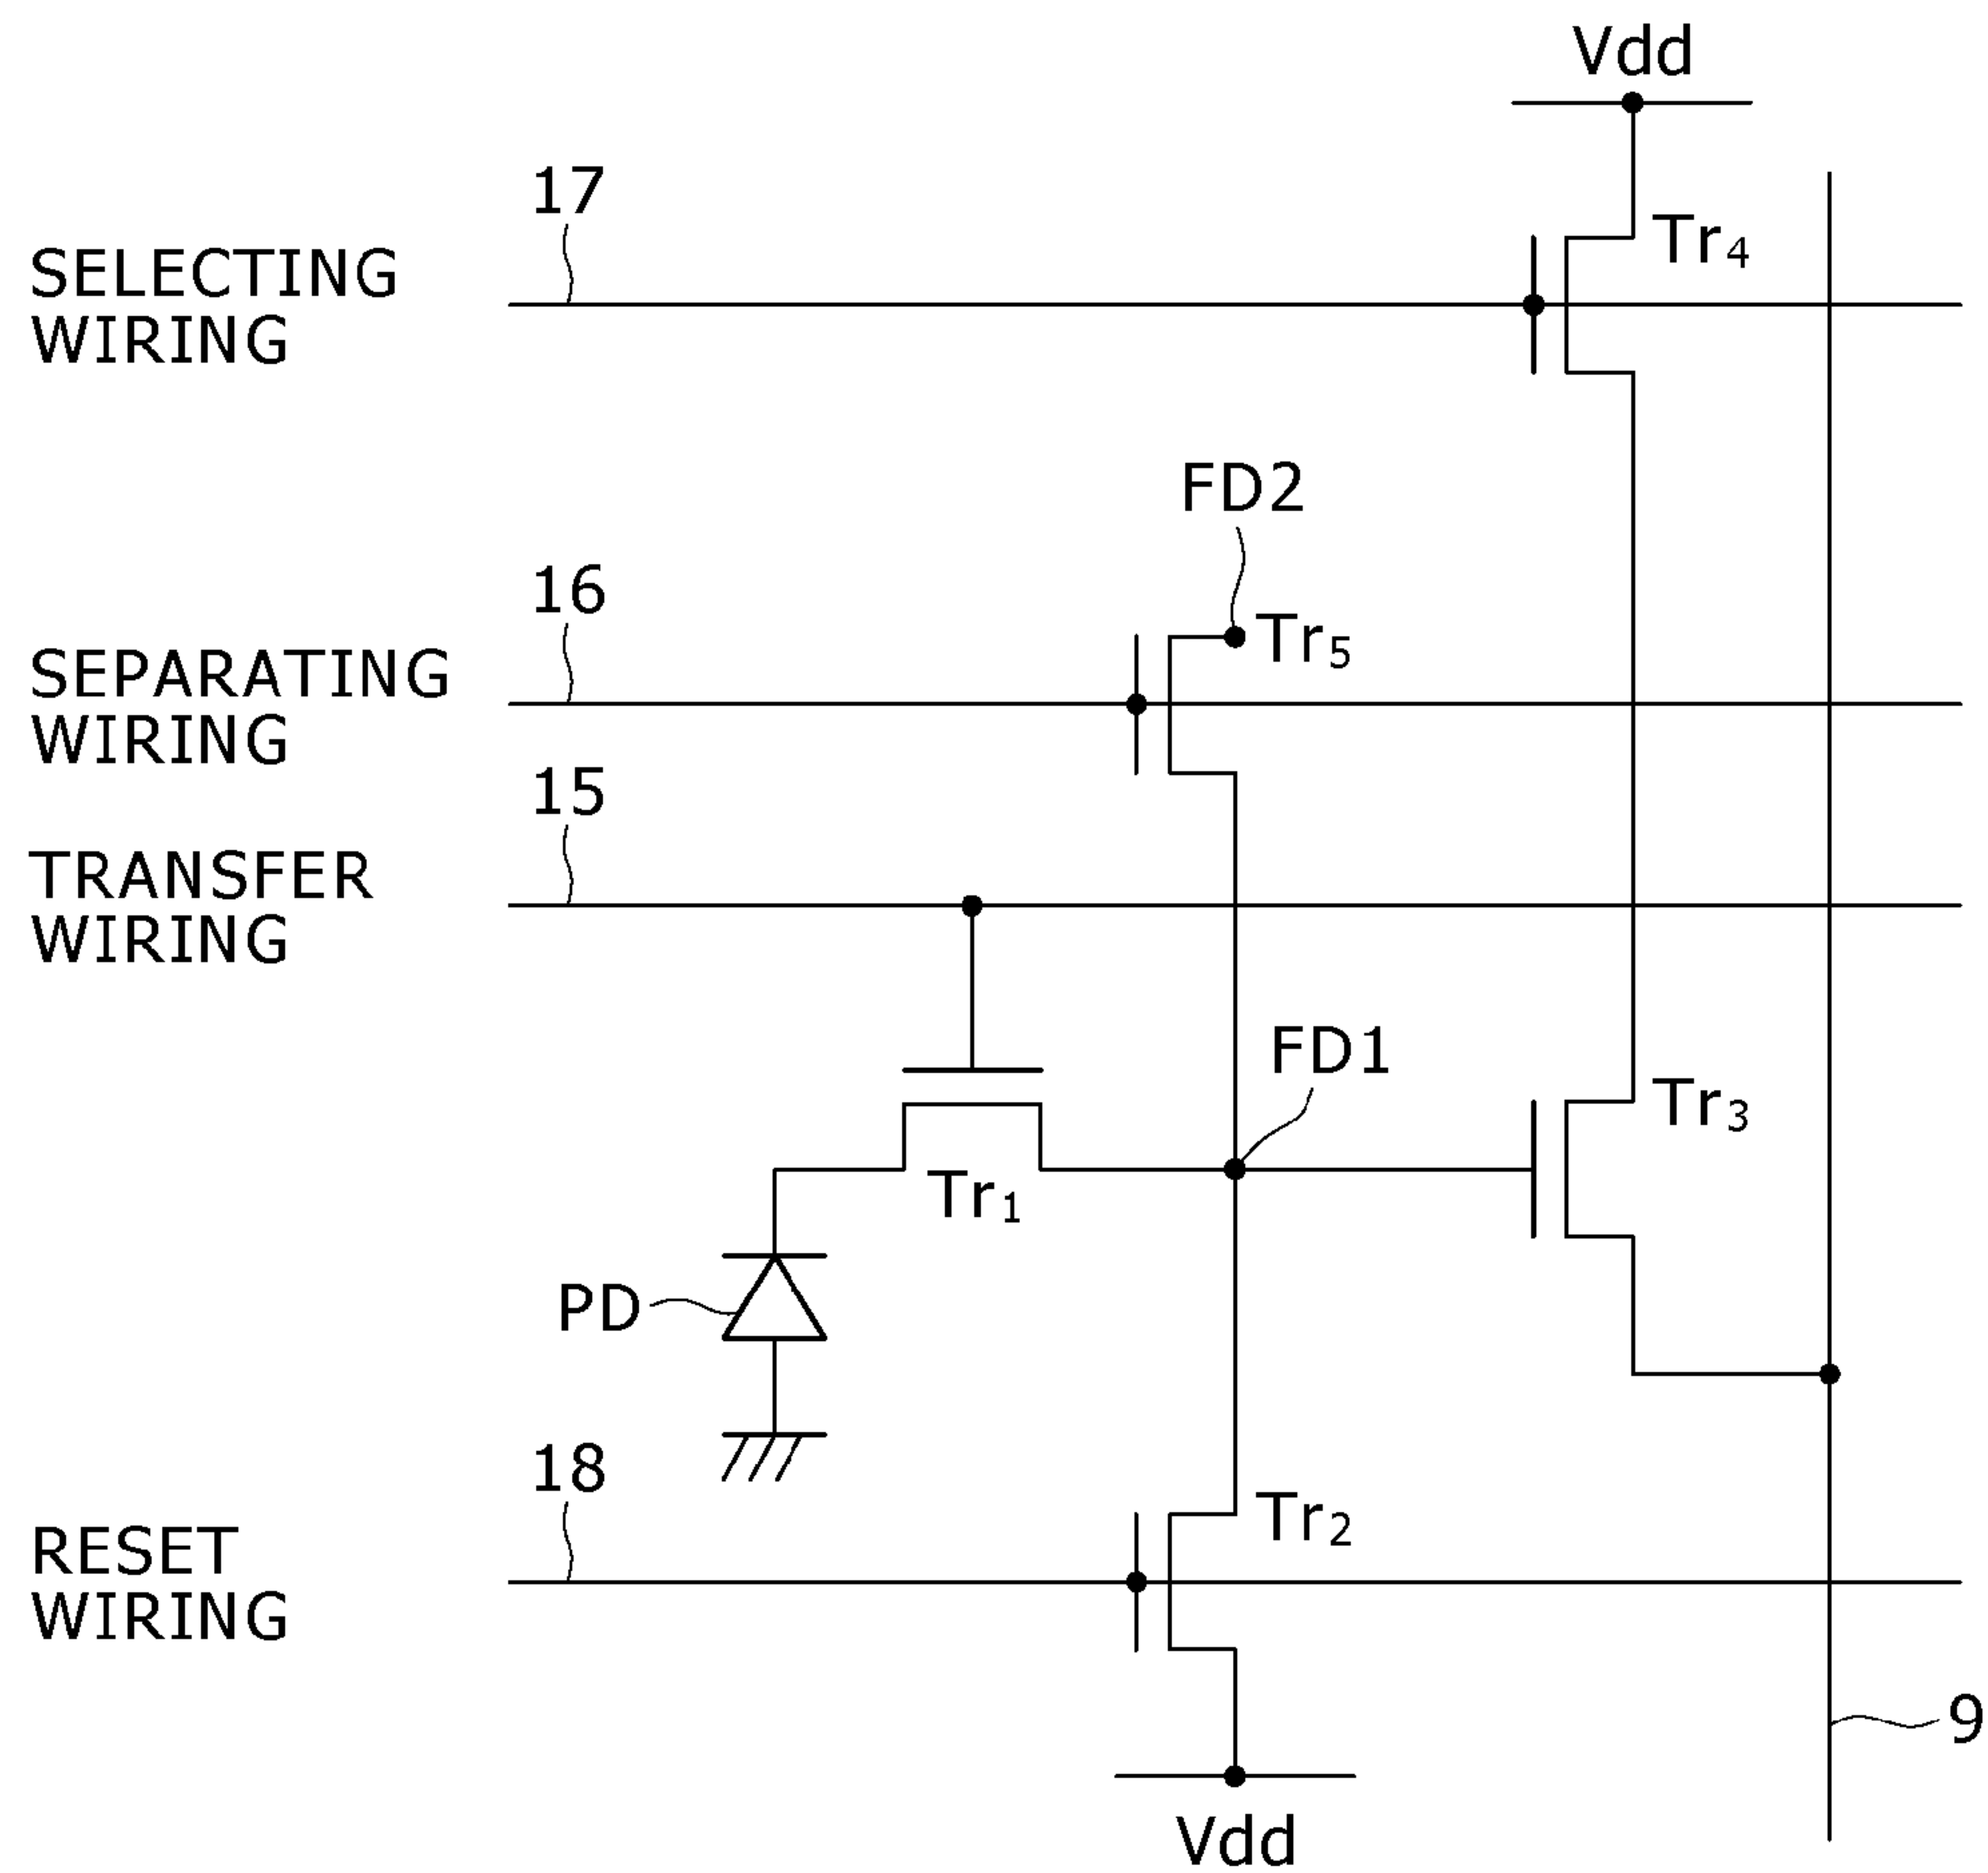 Vdd
17
Tr4
SELECTING
WIRING
FD2
16
Tr5
SEPARATING
WIRING
15
TRANSFER
WIRING
FD1
Tr3
Tr1
PD
18
Tr2
RESET
WIRING
9
Vdd